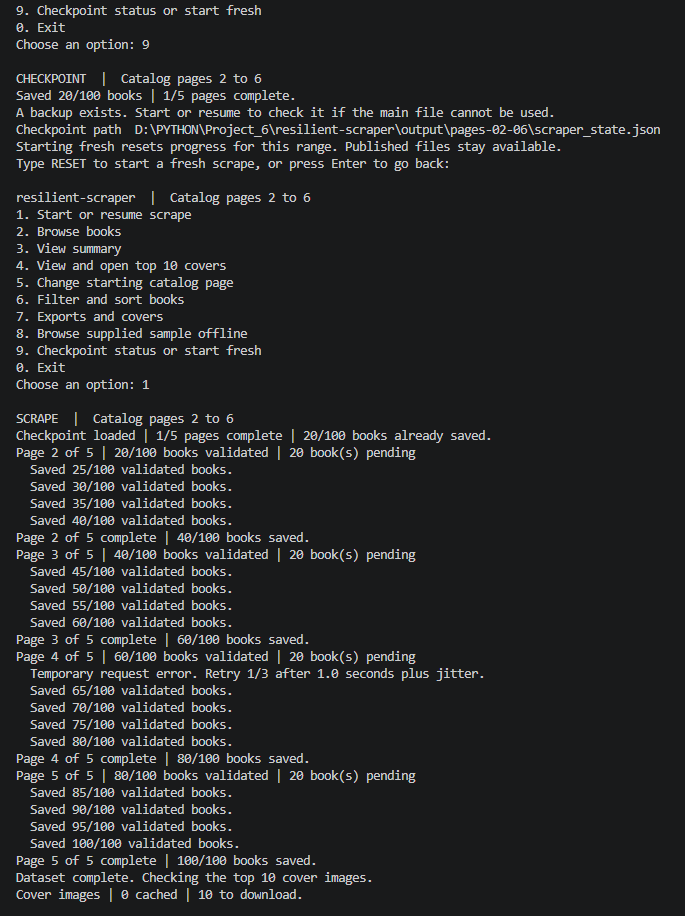 9. Checkpoint status or start fresh
0. Exit
Choose an option: 9

CHECKPOINT  |  Catalog pages 2 to 6
Saved 20/100 books | 1/5 pages complete.
A backup exists. Start or resume to check it if the main file cannot be used.
Checkpoint path  D:\PYTHON\Project_6\resilient-scraper\output\pages-02-06\scraper_state.json
Starting fresh resets progress for this range. Published files stay available.
Type RESET to start a fresh scrape, or press Enter to go back:

resilient-scraper  |  Catalog pages 2 to 6
1. Start or resume scrape
2. Browse books
3. View summary
4. View and open top 10 covers
5. Change starting catalog page
6. Filter and sort books
7. Exports and covers
8. Browse supplied sample offline
9. Checkpoint status or start fresh
0. Exit
Choose an option: 1

SCRAPE  |  Catalog pages 2 to 6
Checkpoint loaded | 1/5 pages complete | 20/100 books already saved.
Page 2 of 5 | 20/100 books validated | 20 book(s) pending
  Saved 25/100 validated books.
  Saved 30/100 validated books.
  Saved 35/100 validated books.
  Saved 40/100 validated books.
Page 2 of 5 complete | 40/100 books saved.
Page 3 of 5 | 40/100 books validated | 20 book(s) pending
  Saved 45/100 validated books.
  Saved 50/100 validated books.
  Saved 55/100 validated books.
  Saved 60/100 validated books.
Page 3 of 5 complete | 60/100 books saved.
Page 4 of 5 | 60/100 books validated | 20 book(s) pending
  Temporary request error. Retry 1/3 after 1.0 seconds plus jitter.
  Saved 65/100 validated books.
  Saved 70/100 validated books.
  Saved 75/100 validated books.
  Saved 80/100 validated books.
Page 4 of 5 complete | 80/100 books saved.
Page 5 of 5 | 80/100 books validated | 20 book(s) pending
  Saved 85/100 validated books.
  Saved 90/100 validated books.
  Saved 95/100 validated books.
  Saved 100/100 validated books.
Page 5 of 5 complete | 100/100 books saved.
Dataset complete. Checking the top 10 cover images.
Cover images | 0 cached | 10 to download.